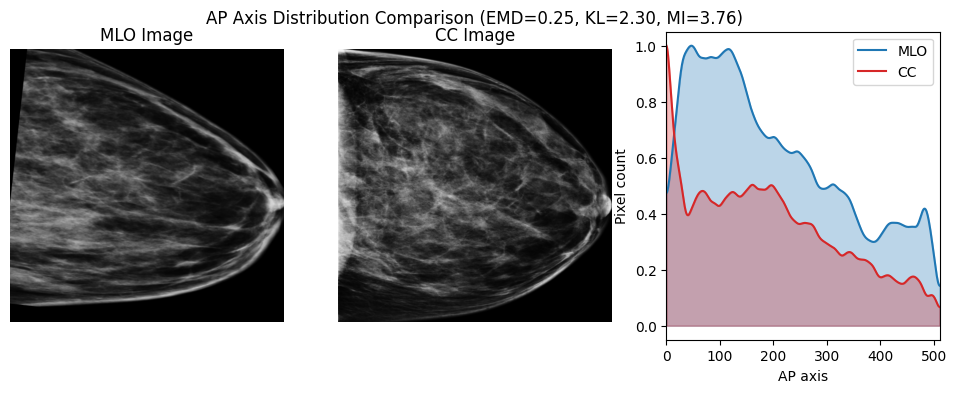 AP Axis Distribution Comparison (EMD=0.25, KL=2.30, MI=3.76)
MLO Image
CC Image
MLO
CC
Pixel count
1.0
0.8
0.6
0.4
0.2
0.0
0 100 200 300 400 500
AP axis